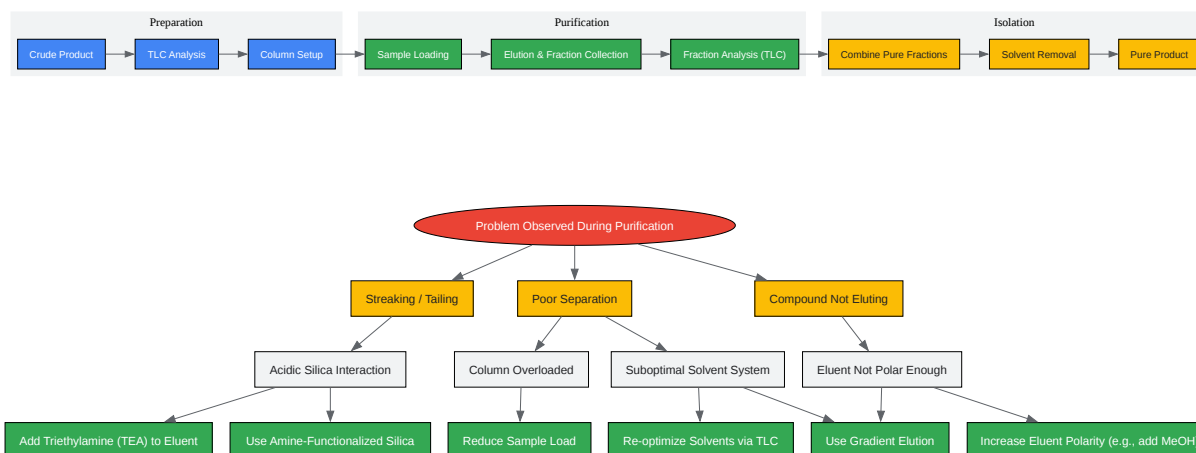 Preparation
Purification
Isolation
Crude Product
TLC Analysis
Column Setup
Sample Loading
Elution & Fraction Collection
Fraction Analysis (TLC)
Combine Pure Fractions
Solvent Removal
Pure Product
Problem Observed During Purification
Streaking / Tailing
Poor Separation
Compound Not Eluting
Acidic Silica Interaction
Column Overloaded
Suboptimal Solvent System
Eluent Not Polar Enough
Add Triethylamine (TEA) to Eluent
Use Amine-Functionalized Silica
Reduce Sample Load
Re-optimize Solvents via TLC
Use Gradient Elution
Increase Eluent Polarity (e.g., add MeOH)